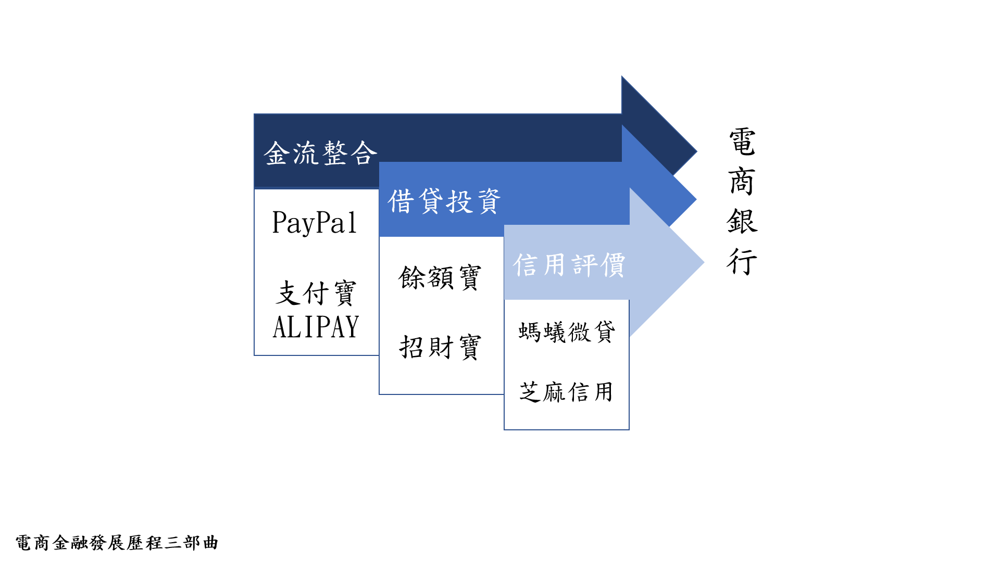 金流整合
PayPal
支付寶
ALIPAY
借貸投資
餘額寶
招財寶
信用評價
螞蟻微貸
芝麻信用
電商銀行
電商金融發展歷程三部曲